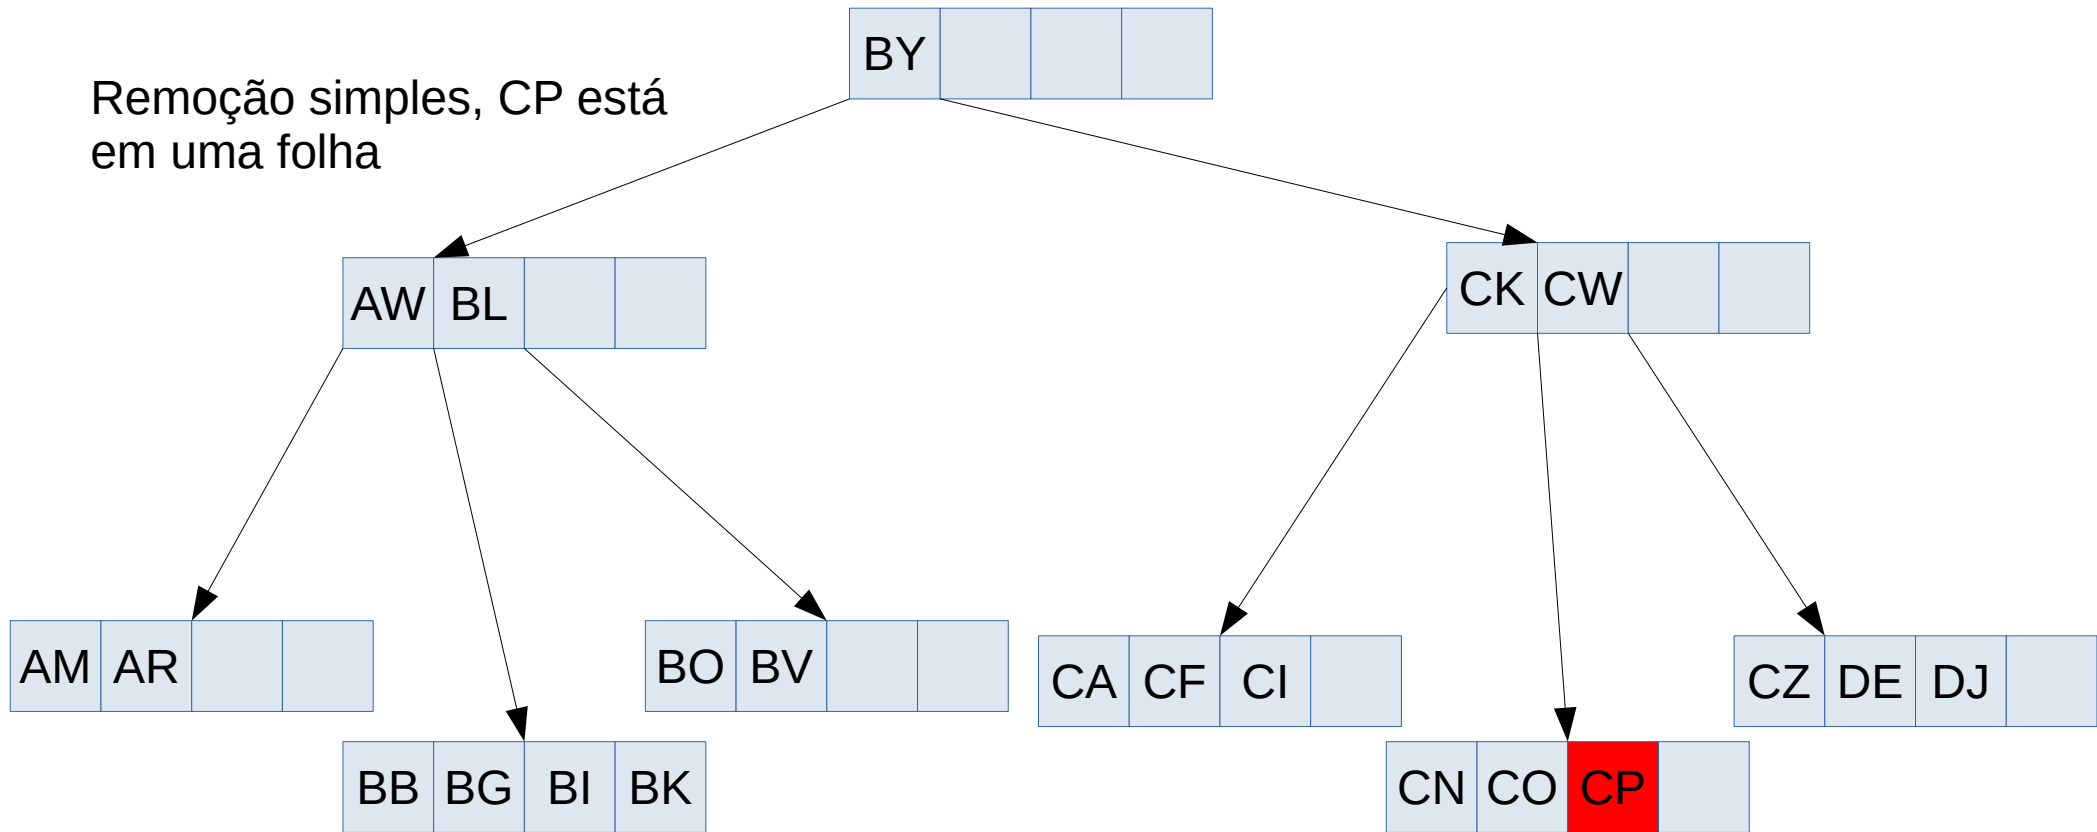 BY
Remoção simples, CP está
em uma folha
AW BL
CK CW
AM AR
BO BV
CA CF CI
CZ DE DJ
BB BG BI BK
CN CO CP